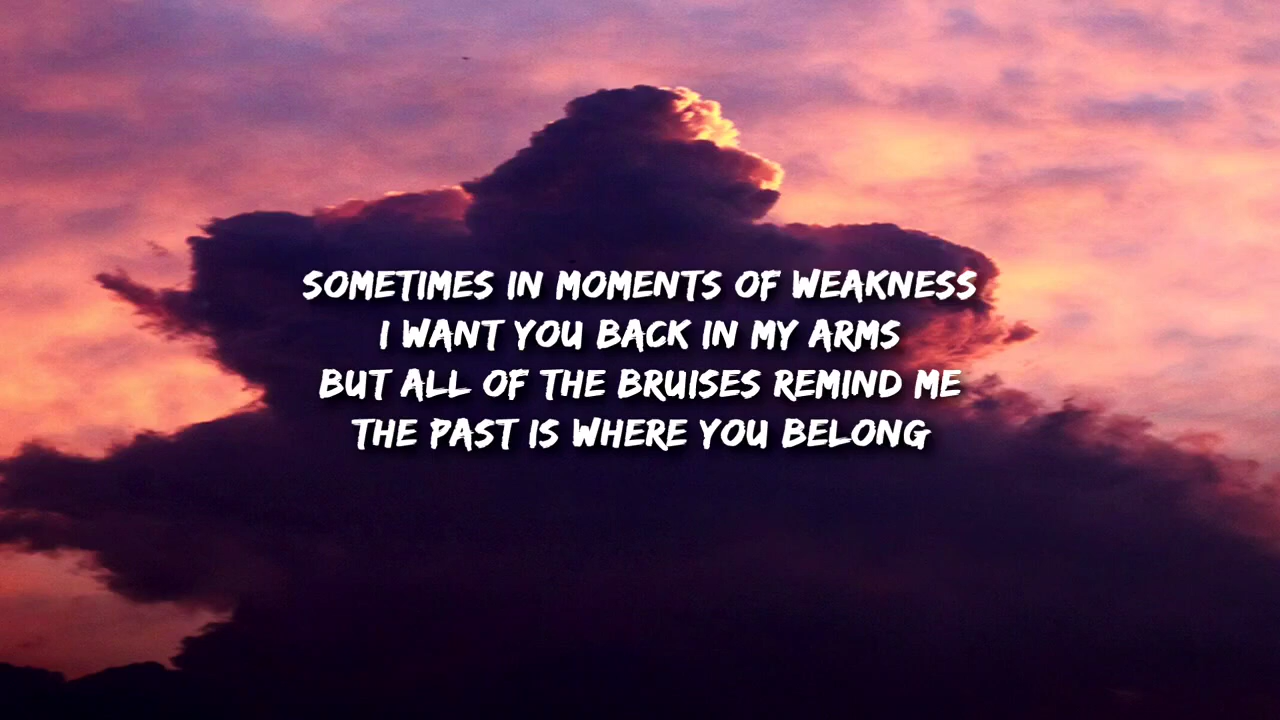 SOMETIMES IN MOMENTS OF WEAKNESS
I WANT YOU BACK IN MY ARMS
BUT ALL OF THE BRUISES REMIND ME
THE PAST IS WHERE YOU BELONG